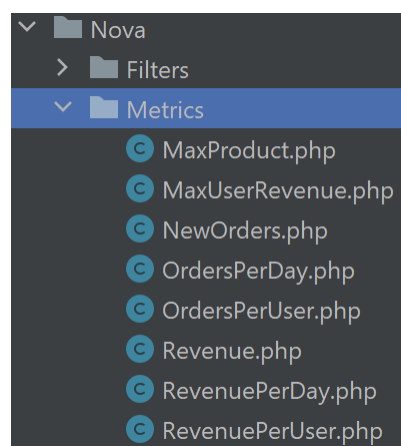 Nova
Filters
Metrics
C MaxProduct.php
C MaxUserRevenue.php
C NewOrders.php
C OrdersPerDay.php
C OrdersPerUser.php
C Revenue.php
C RevenuePerDay.php
C RevenuePerUser.php